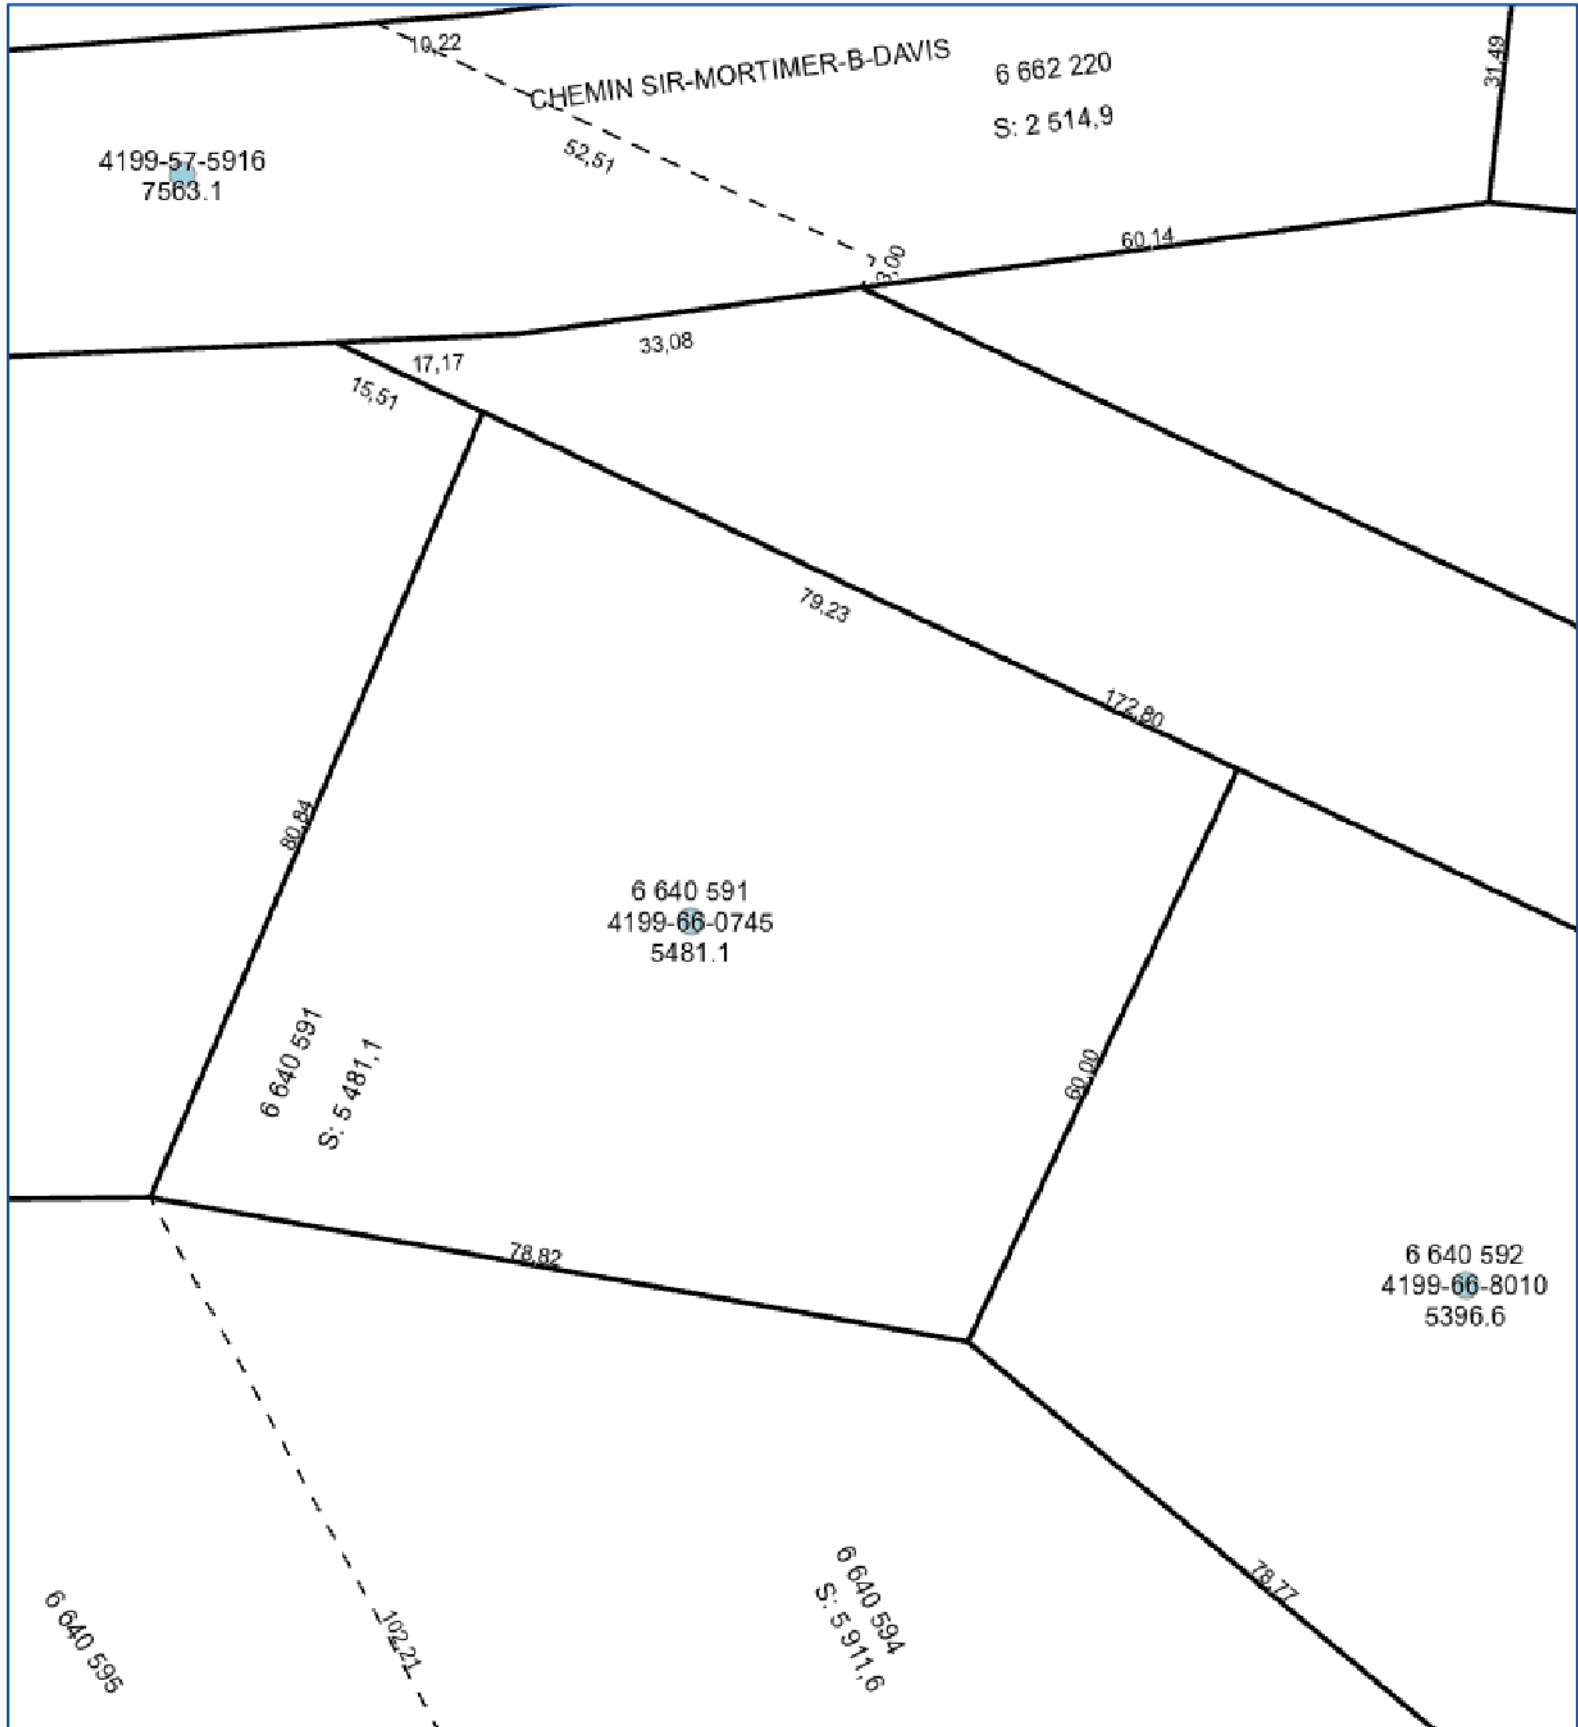 10,22
CHEMIN SIR-MORTIMER-B-DAVIS
6 662 220
S: 2 514,9
31,49
52,51
4199-57-5916
7563.1
3,00
60,14
33,08
17,17
15,51
79,23
172,80
80,84
6 640 591
4199-66-0745
5481.1
6 640 591
S: 5 481,1
60,00
78,82
6 640 592
4199-66-8010
5396.6
6 640 594
S: 5 911,6
78,77
6 640 595
102,21